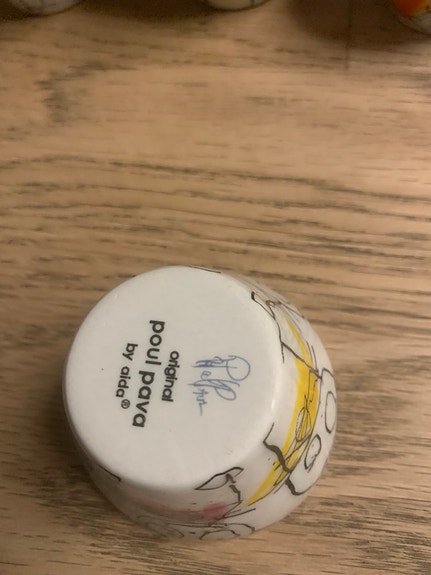 original
poul pava
by aida®